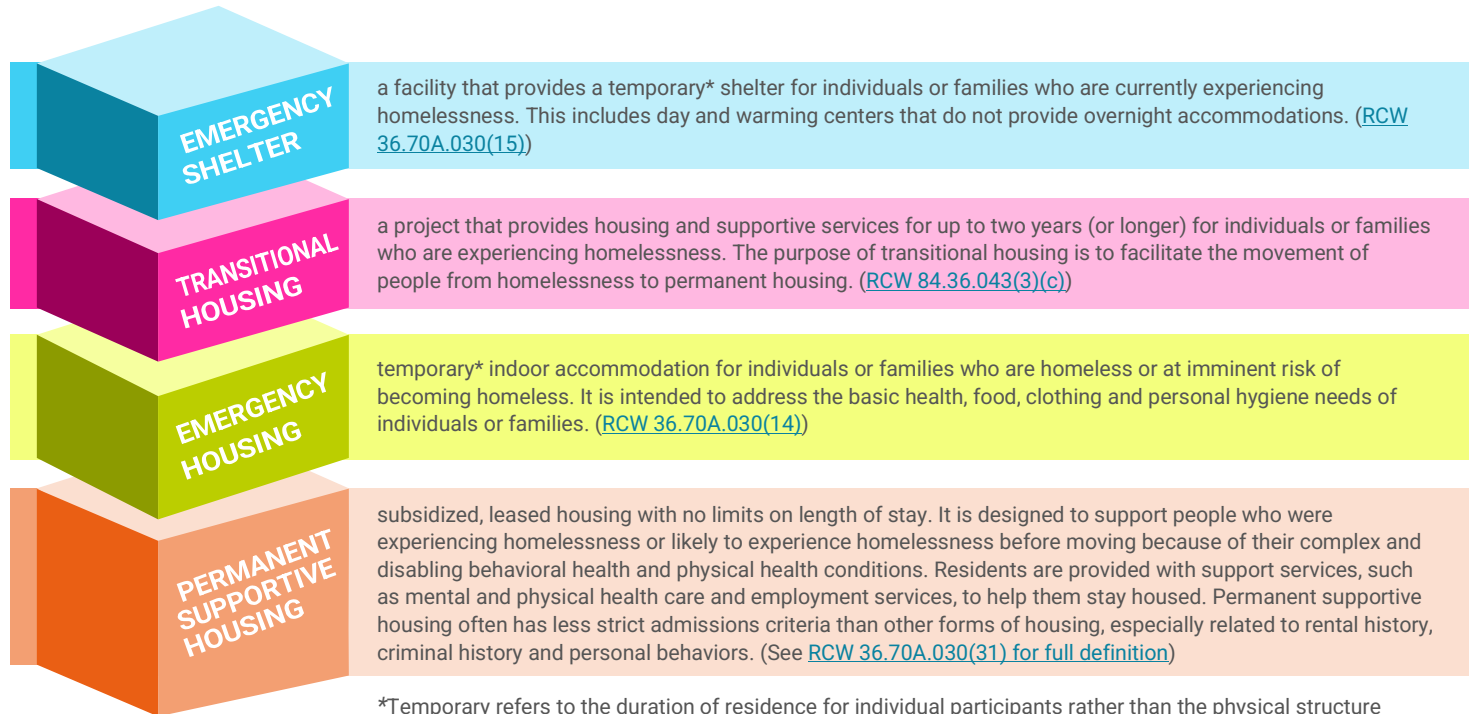 EMERGENCY
SHELTER
a facility that provides a temporary* shelter for individuals or families who are currently experiencing
homelessness. This includes day and warming centers that do not provide overnight accommodations. (RCW
36.70A.030(15))
TRANSITIONAL
HOUSING
a project that provides housing and supportive services for up to two years (or longer) for individuals or families
who are experiencing homelessness. The purpose of transitional housing is to facilitate the movement of
people from homelessness to permanent housing. (RCW 84.36.043(3)(c))
EMERGENCY
HOUSING
temporary* indoor accommodation for individuals or families who are homeless or at imminent risk of
becoming homeless. It is intended to address the basic health, food, clothing and personal hygiene needs of
individuals or families. (RCW 36.70A.030(14))
PERMANENT
SUPPORTIVE
HOUSING
subsidized, leased housing with no limits on length of stay. It is designed to support people who were
experiencing homelessness or likely to experience homelessness before moving because of their complex and
disabling behavioral health and physical health conditions. Residents are provided with support services, such
as mental and physical health care and employment services, to help them stay housed. Permanent supportive
housing often has less strict admissions criteria than other forms of housing, especially related to rental history,
criminal history and personal behaviors. (See RCW 36.70A.030(31) for full definition)
*Temporary refers to the duration of residence for individual participants rather than the physical structure